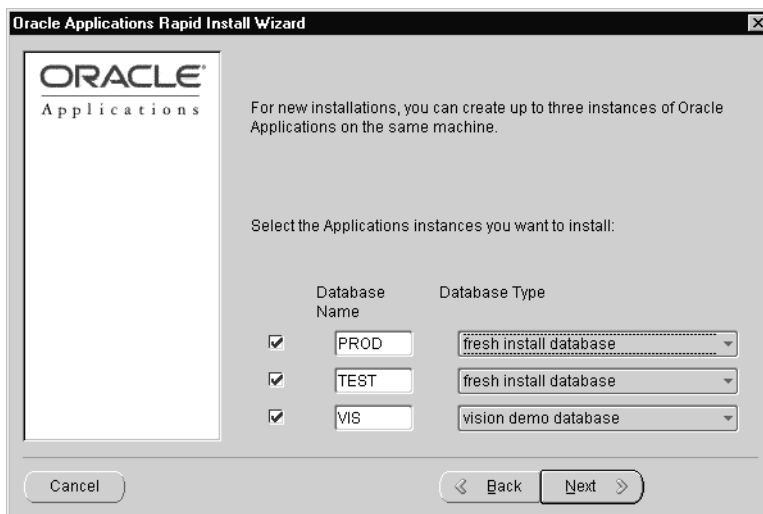 Oracle Applications Rapid Install Wizard
ORACLE
Applications
For new installations, you can create up to three instances of Oracle
Applications on the same machine.
Select the Applications instances you want to install:
Database
Name
Database Type
PROD
fresh install database
TEST
fresh install database
VIS
vision demo database
Cancel
Back
Next